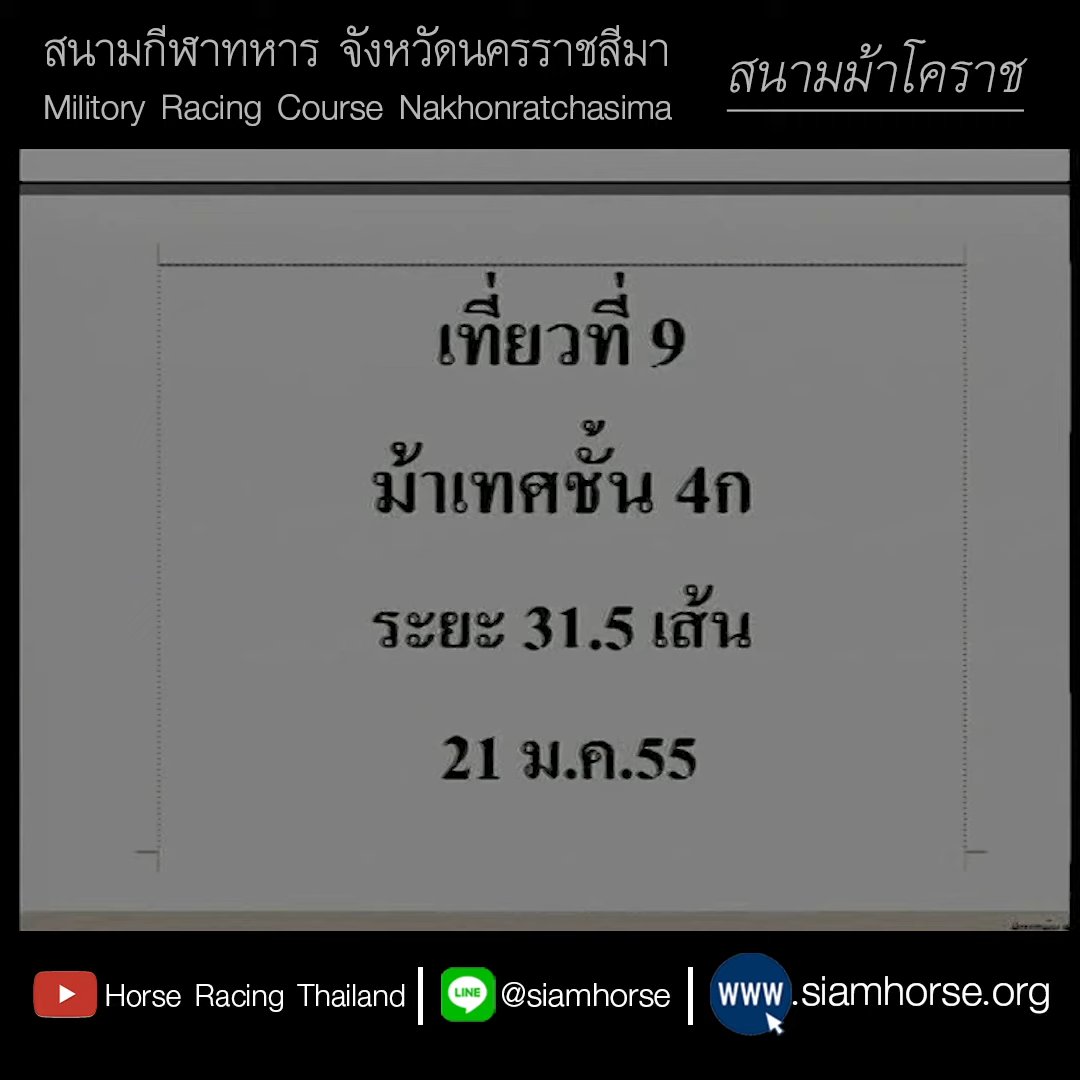 สนามกีฬาทหาร จังหวัดนครราชสีมา
Militory Racing Course Nakhonratchasima
สนามม้าโคราช
เที่ยวที่ 9
ม้าเทศชั้น 4ก
ระยะ 31.5 เส้น
21 ม.ค.55
Horse Racing Thailand
LINE
@siamhorse
www.siamhorse.org